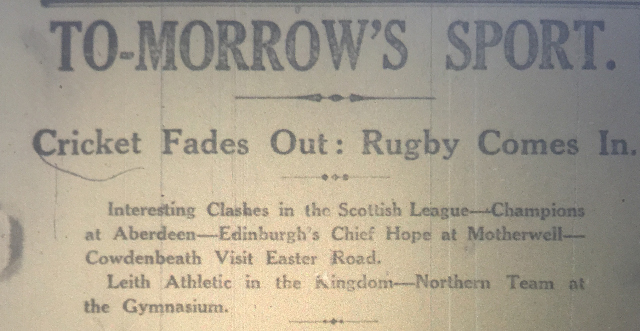 TO-MORROW'S SPORT.
Cricket Fades Out: Rugby Comes In.
Interesting Clashes in the Scottish League—Champions
at Aberdeen—Edinburgh's Chief Hope at Motherwell—
Cowdenbeath Visit Easter Road.
Leith Athletic in the Kingdom—Northern Team at
the Gymnasium.